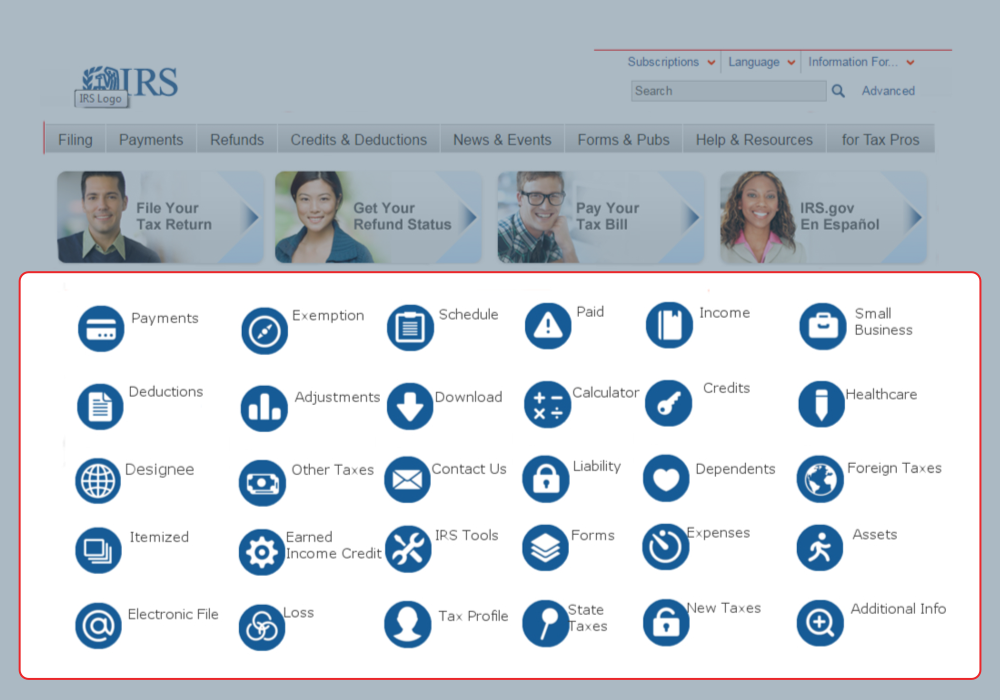 IRS
IRS Logo
Subscriptions Language Information For...
Search Advanced
Filing Payments Refunds Credits & Deductions News & Events Forms & Pubs Help & Resources for Tax Pros
File Your
Tax Return
Get Your
Refund Status
Pay Your
Tax Bill
IRS.gov
En Español
Payments
Exemption
Schedule
Paid
Income
Small
Business
Deductions
Adjustments
Download
Calculator
Credits
Healthcare
Designee
Other Taxes
Contact Us
Liability
Dependents
Foreign Taxes
Itemized
Earned
Income Credit
IRS Tools
Forms
Expenses
Assets
Electronic File
Loss
Tax Profile
State
Taxes
New Taxes
Additional Info